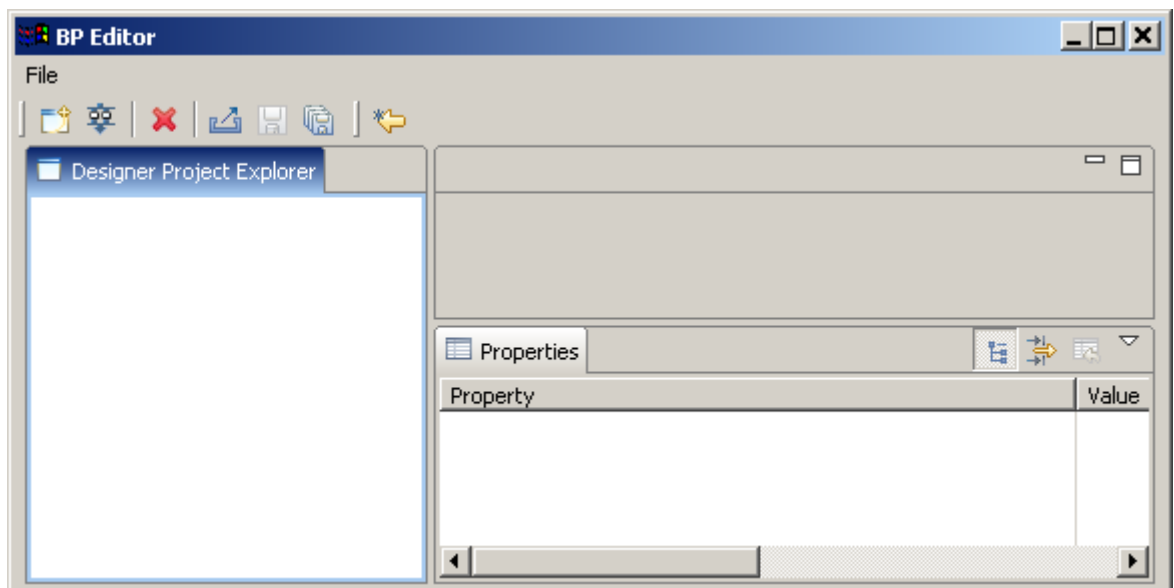 BP Editor
File
Designer Project Explorer
Properties
Property Value